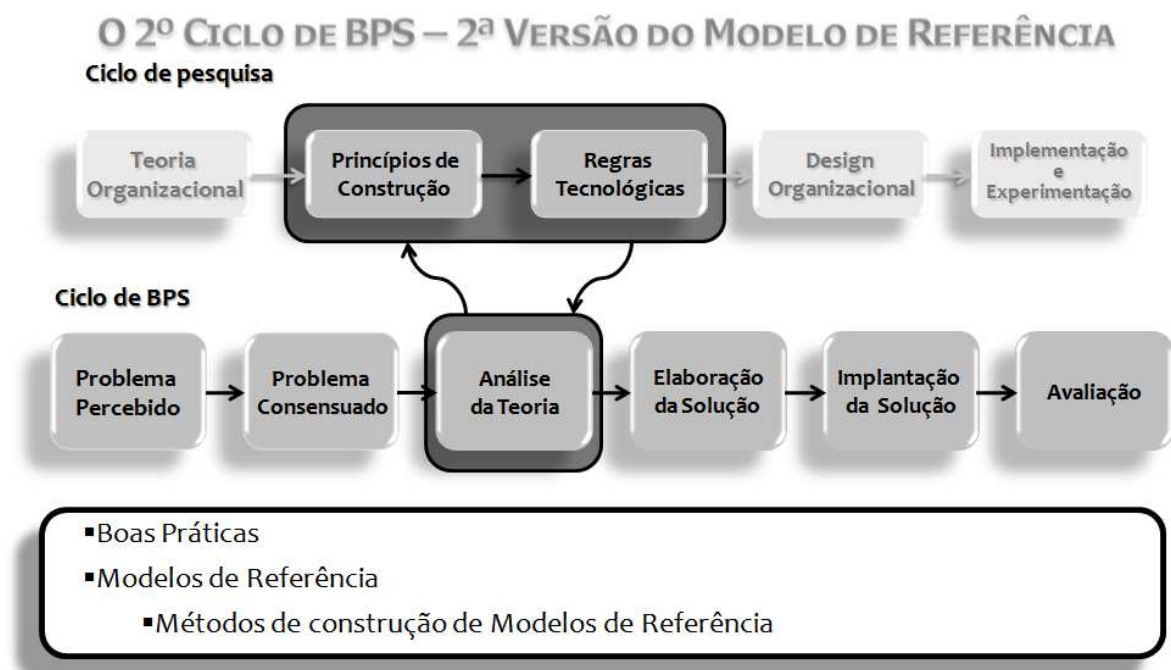 O 2º CICLO DE BPS – 2ª VERSÃO DO MODELO DE REFERÊNCIA
Ciclo de pesquisa
Teoria
Organizacional
Princípios de
Construção
Regras
Tecnológicas
Design
Organizacional
Implementação
e
Experimentação
Ciclo de BPS
Problema
Percebido
Problema
Consensuado
Análise
da Teoria
Elaboração
da Solução
Implantação
da Solução
Avaliação
▪Boas Práticas
▪Modelos de Referência
▪Métodos de construção de Modelos de Referência